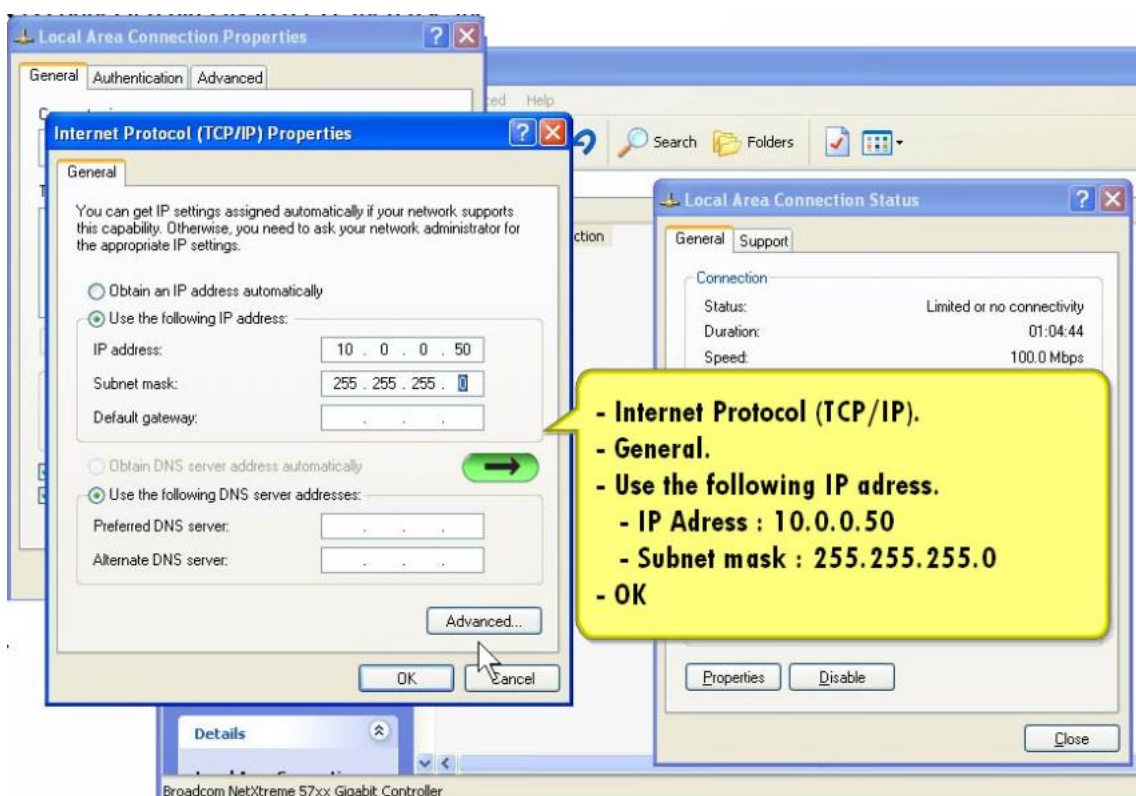 Local Area Connection Properties
General Authentication Advanced
Internet Protocol (TCP/IP) Properties
General
You can get IP settings assigned automatically if your network supports
this capability. Otherwise, you need to ask your network administrator for
the appropriate IP settings.
Obtain an IP address automatically
Use the following IP address:
IP address: 10 . 0 . 0 . 50
Subnet mask: 255 . 255 . 255 . 0
Default gateway: . . .
Obtain DNS server address automatically
Use the following DNS server addresses:
Preferred DNS server: . . .
Alternate DNS server: . . .
Advanced...
OK Cancel
Help
Search Folders
Local Area Connection Status
General Support
Connection
Status: Limited or no connectivity
Duration: 01:04:44
Speed: 100.0 Mbps
- Internet Protocol (TCP/IP).
- General.
- Use the following IP adress.
- IP Adress : 10.0.0.50
- Subnet mask : 255.255.255.0
- OK
Properties Disable
Close
Details
Broadcom NetXtreme 57xx Gigabit Controller